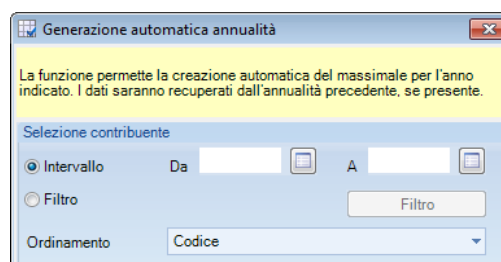 Generazione automatica annualità
La funzione permette la creazione automatica del massimale per l'anno
indicato. I dati saranno recuperati dall'annualità precedente, se presente.
Selezione contribuente
Intervallo Da A
Filtro Filtro
Ordinamento Codice